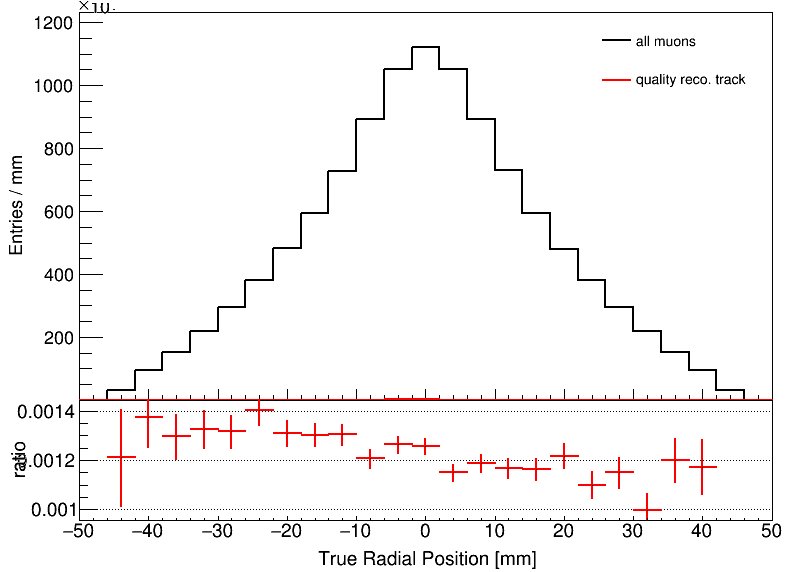 ×10
1200
all muons
1000
quality reco. track
800
Entries / mm
600
400
200
0.0014
ratio
0.0012
0.001
−50 −40 −30 −20 −10 0 10 20 30 40 50
True Radial Position [mm]